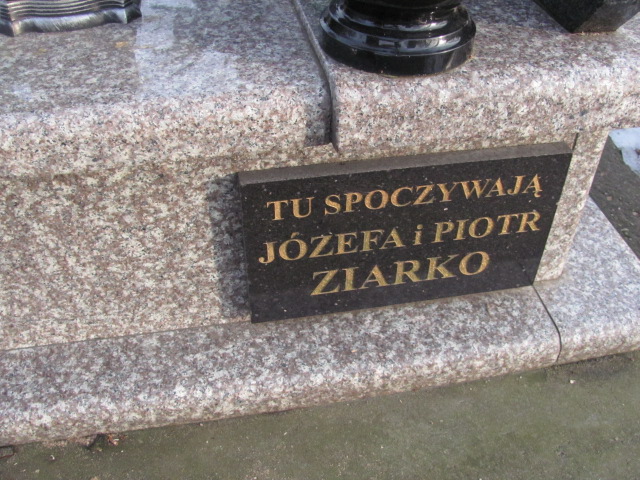 TU SPOCZYWAJĄ
JÓZEFA i PIOTR
ZIARKO